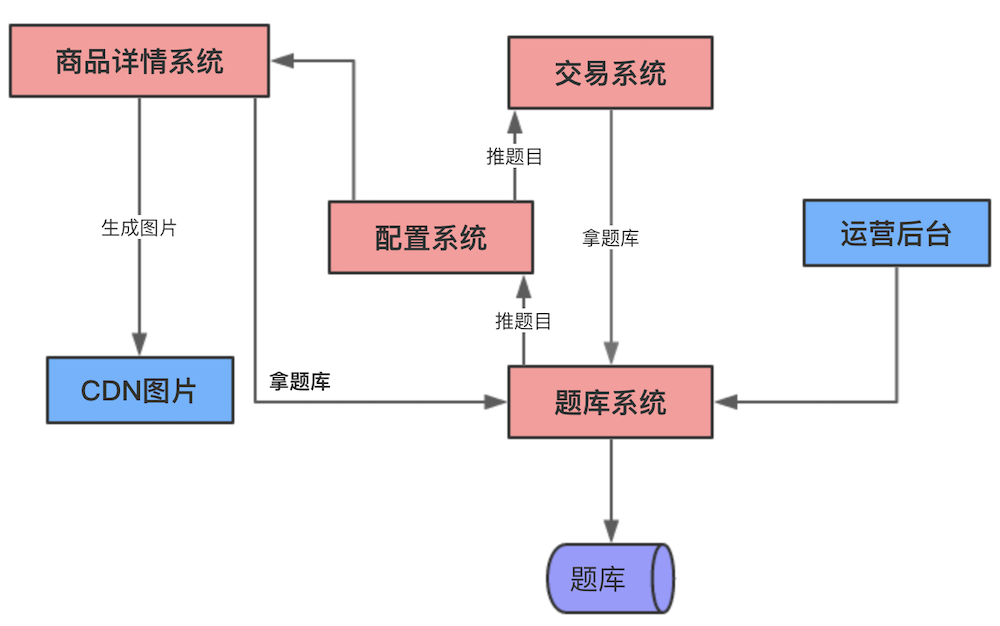 商品详情系统
交易系统
推题目
生成图片
配置系统
拿题库
运营后台
推题目
CDN图片
拿题库
题库系统
题库